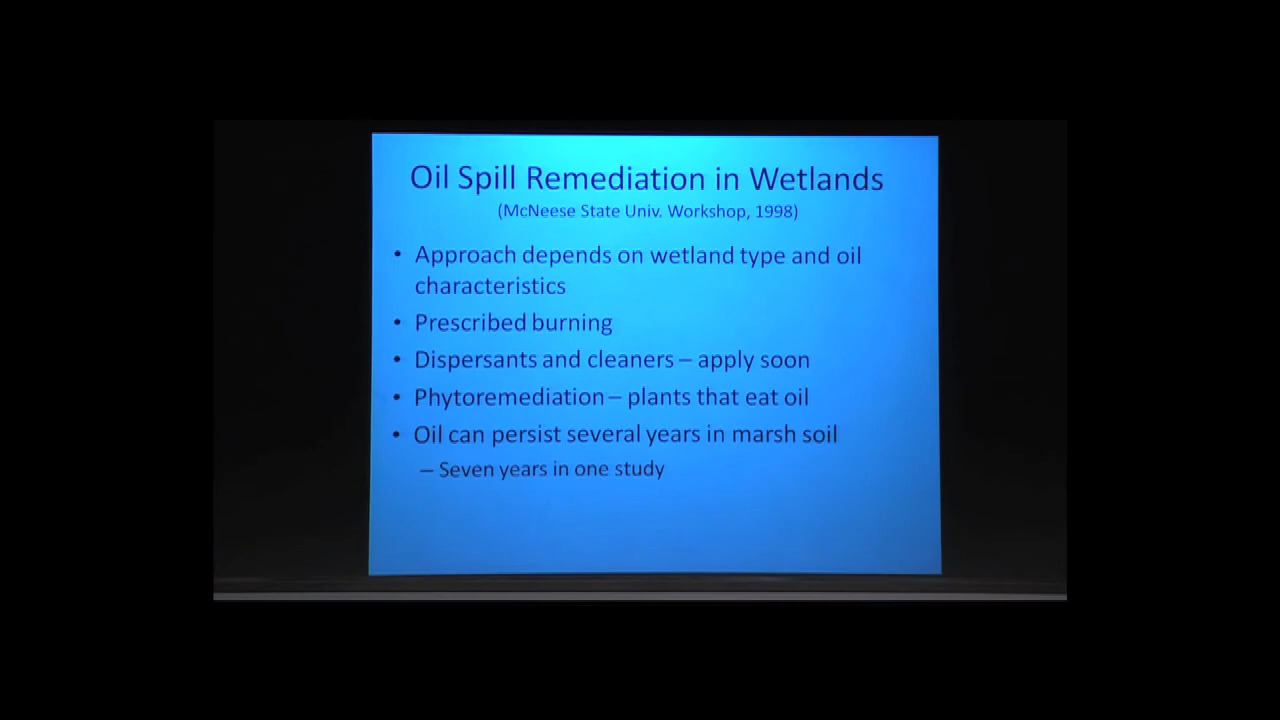 Oil Spill Remediation in Wetlands
(McNeese State Univ. Workshop, 1998)
• Approach depends on wetland type and oil
characteristics
• Prescribed burning
• Dispersants and cleaners – apply soon
• Phytoremediation – plants that eat oil
• Oil can persist several years in marsh soil
– Seven years in one study